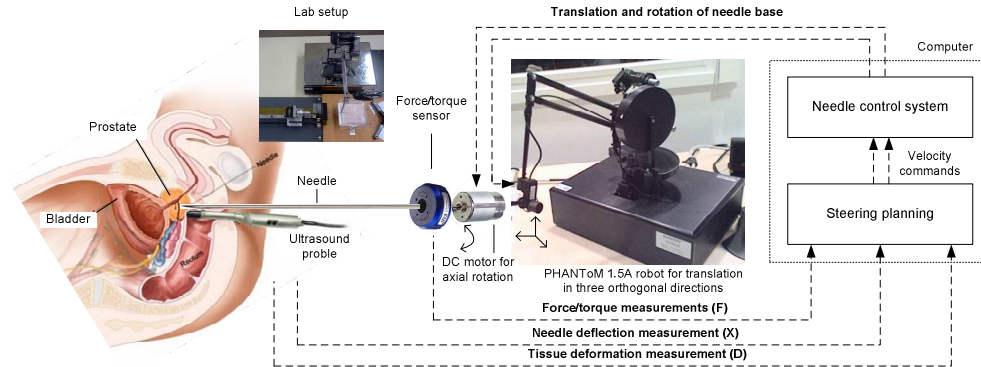 Lab setup
Translation and rotation of needle base
Computer
Prostate
Force/torque
sensor
Needle control system
Needle
Needle
Velocity
commands
Bladder
Steering planning
Ultrasound
proble
Rectum
DC motor for
axial rotation
PHANToM 1.5A robot for translation
in three orthogonal directions
Force/torque measurements (F)
Needle deflection measurement (X)
Tissue deformation measurement (D)